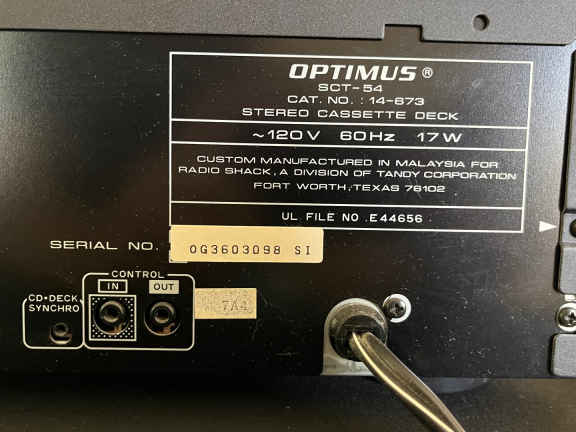 OPTIMUS®
SCT-54
CAT. NO. : 14-673
STEREO CASSETTE DECK
~120V 60Hz 17W
CUSTOM MANUFACTURED IN MALAYSIA FOR
RADIO SHACK, A DIVISION OF TANDY CORPORATION
FORT WORTH, TEXAS 76102
UL FILE NO. E44656
SERIAL NO. 0G3603098 SI
CONTROL
IN OUT
CD•DECK
SYNCHRO
7A4